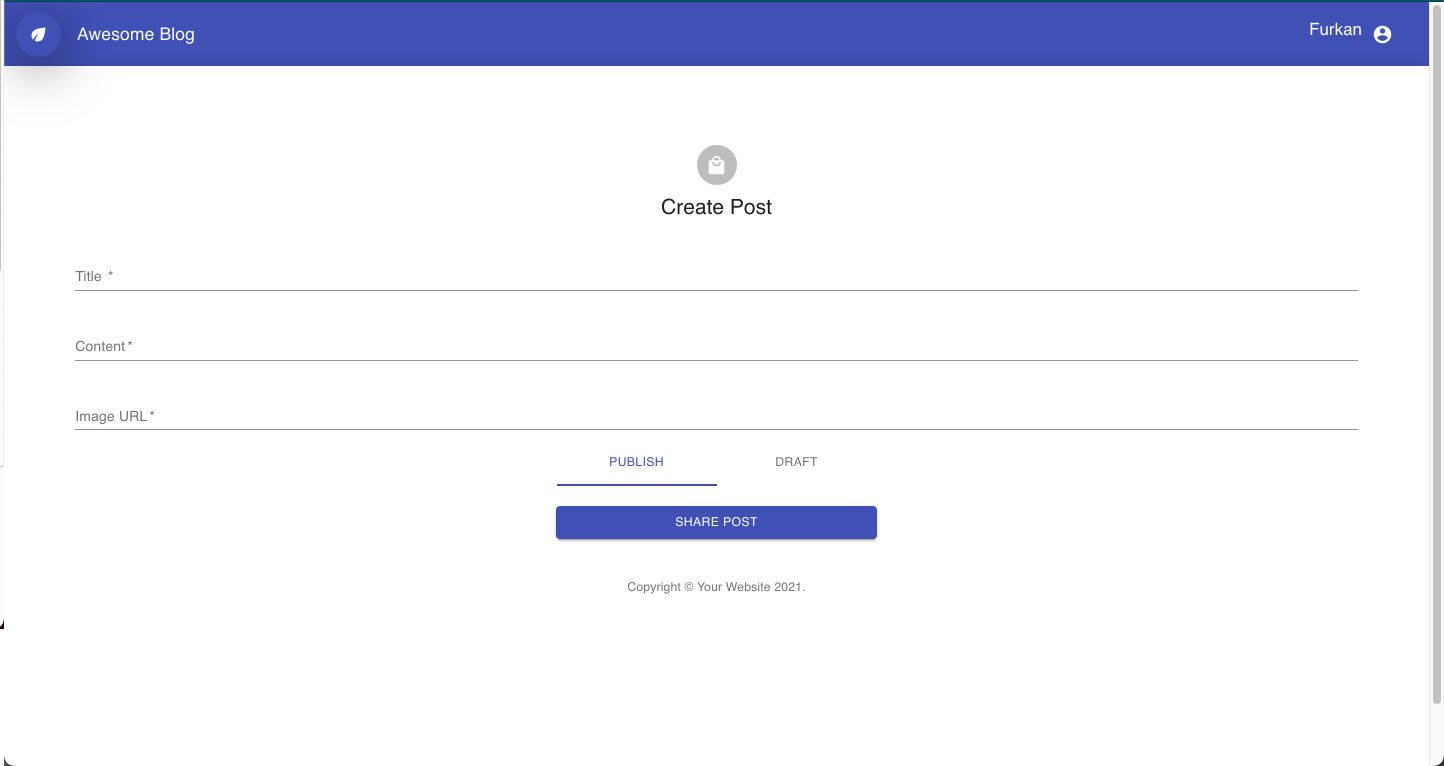 Awesome Blog
Furkan
Create Post
Title *
Content *
Image URL *
PUBLISH DRAFT
SHARE POST
Copyright © Your Website 2021.